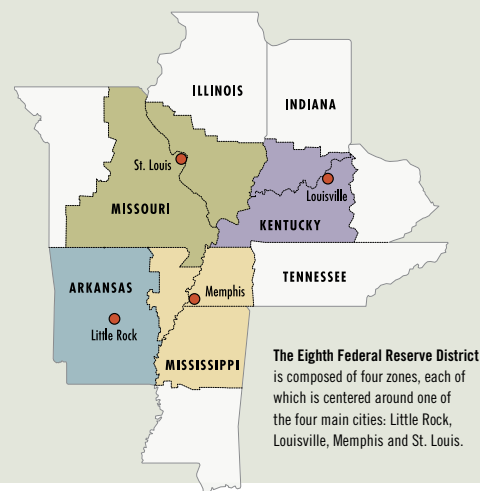 ILLINOIS
INDIANA
St. Louis
Louisville
MISSOURI
KENTUCKY
TENNESSEE
ARKANSAS
Memphis
Little Rock
MISSISSIPPI
The Eighth Federal Reserve District
is composed of four zones, each of
which is centered around one of
the four main cities: Little Rock,
Louisville, Memphis and St. Louis.